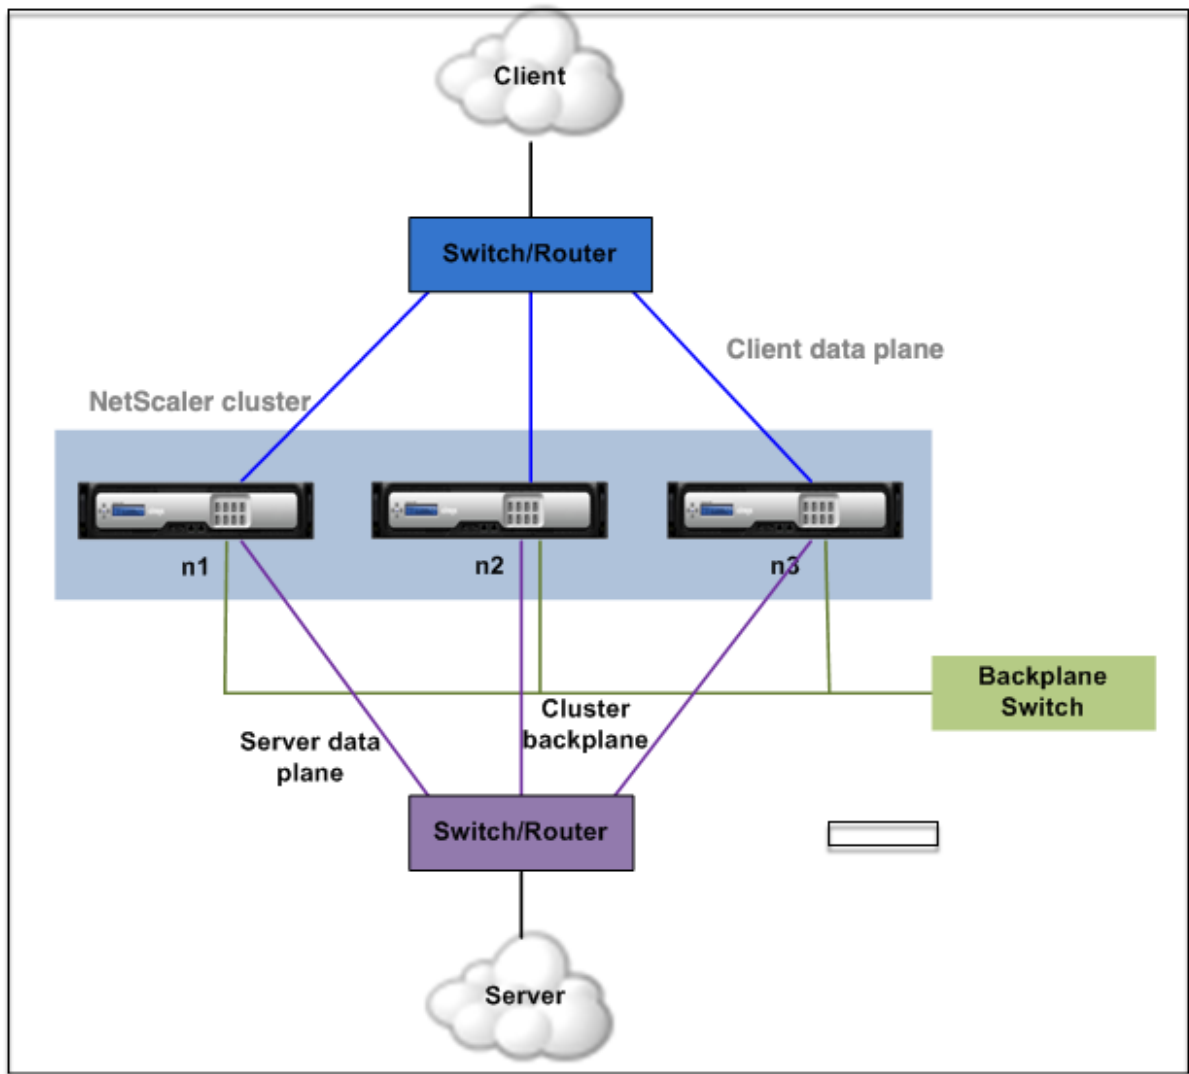 Client
Switch/Router
Client data plane
NetScaler cluster
n1
n2
n3
Backplane
Switch
Cluster
backplane
Server data
plane
Switch/Router
Server